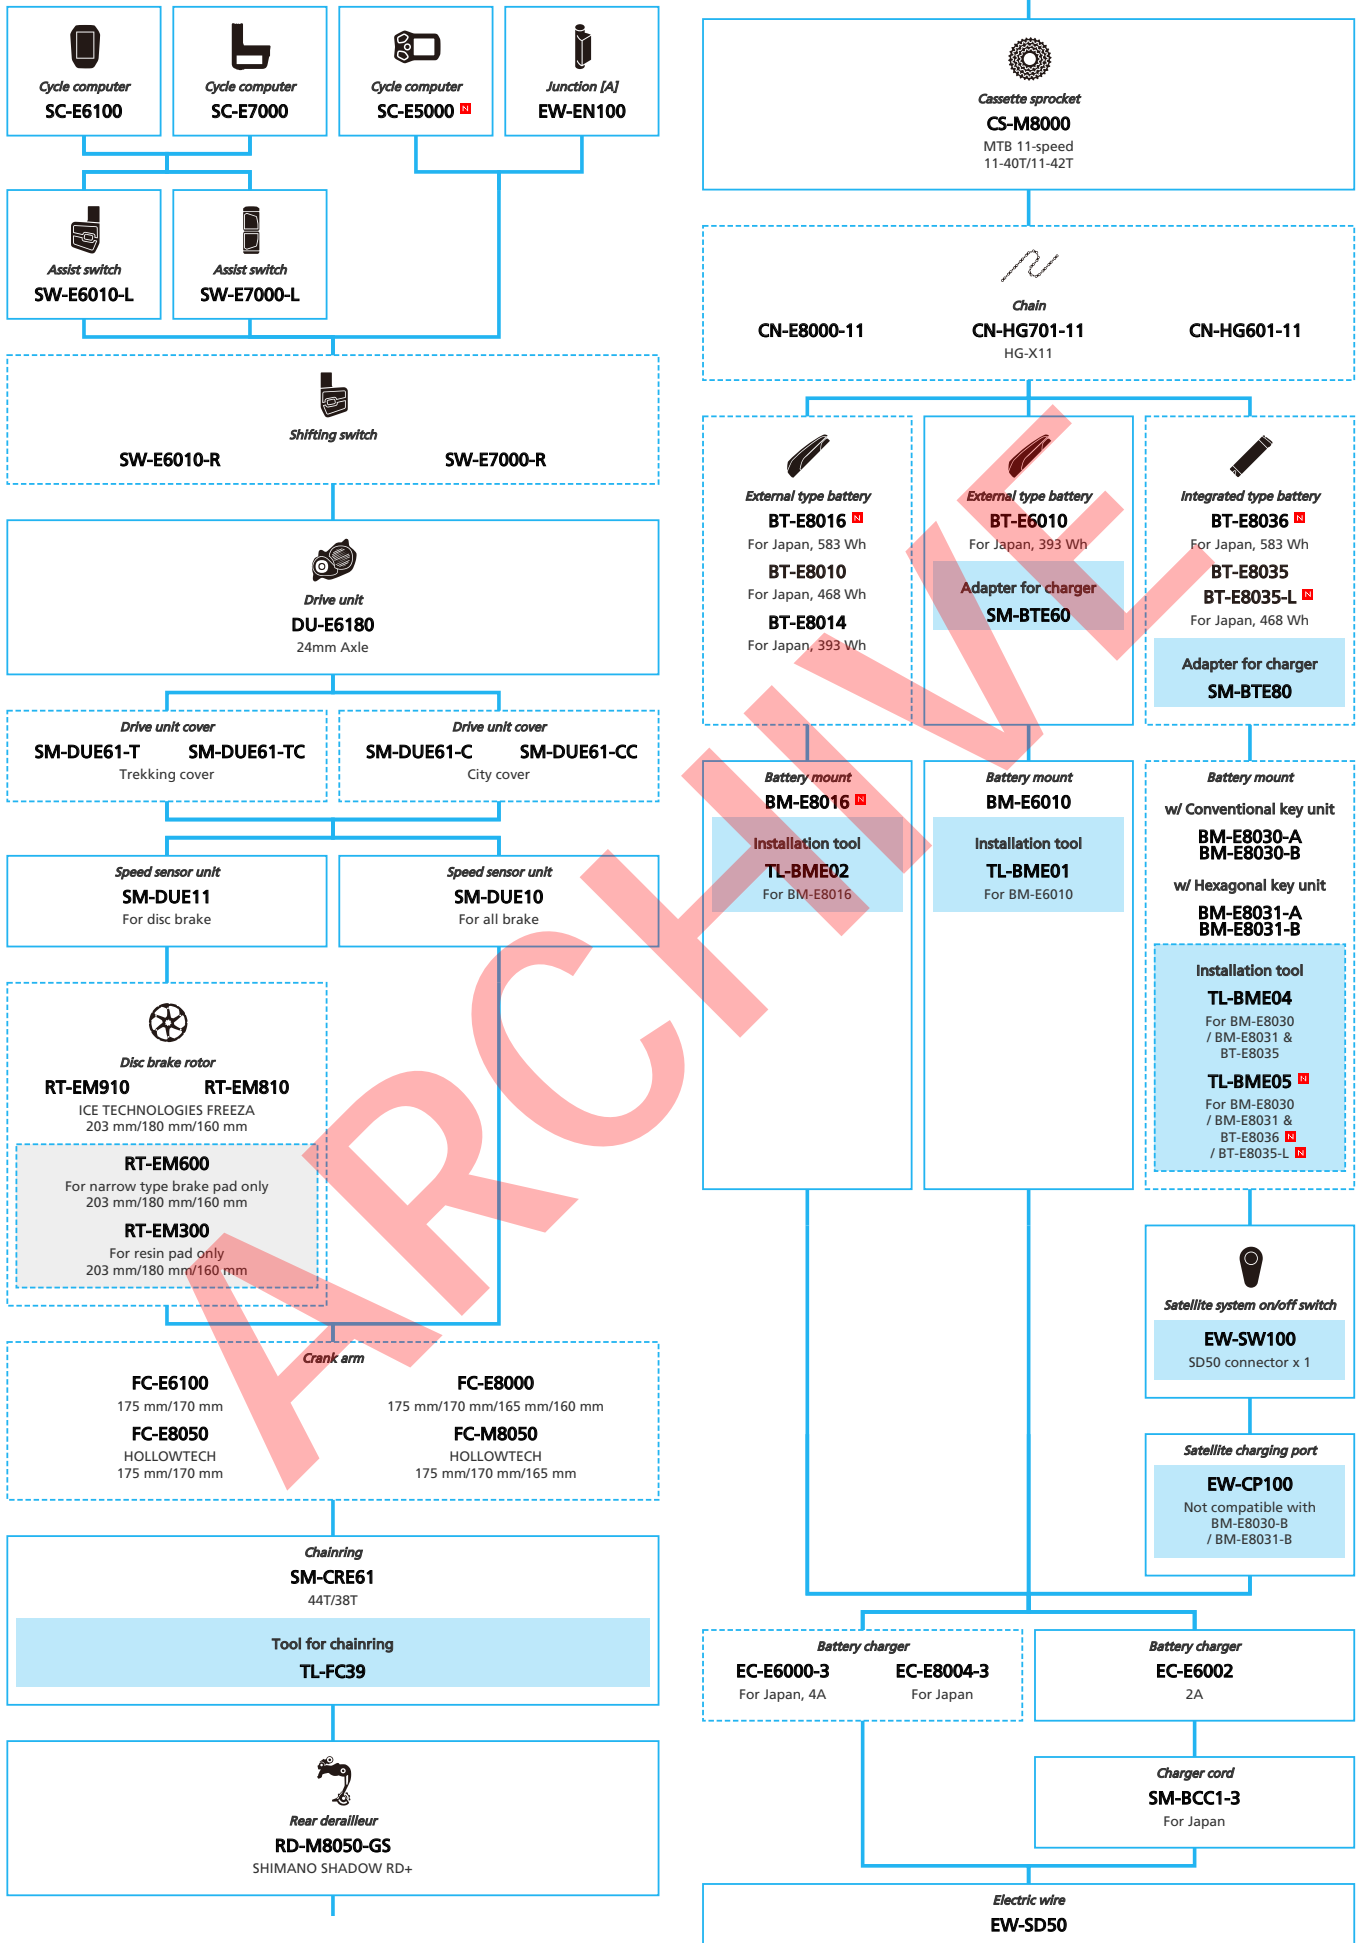 Cycle computer
SC-E6100
Cycle computer
SC-E7000
Cycle computer
SC-E5000 N
Junction [A]
EW-EN100
Assist switch
SW-E6010-L
Assist switch
SW-E7000-L
Shifting switch
SW-E6010-R
SW-E7000-R
Drive unit
DU-E6180
24mm Axle
Drive unit cover
SM-DUE61-T SM-DUE61-TC
Trekking cover
Drive unit cover
SM-DUE61-C SM-DUE61-CC
City cover
Speed sensor unit
SM-DUE11
For disc brake
Speed sensor unit
SM-DUE10
For all brake
Disc brake rotor
RT-EM910 RT-EM810
ICE TECHNOLOGIES FREEZA
203 mm/180 mm/160 mm
RT-EM600
For narrow type brake pad only
203 mm/180 mm/160 mm
RT-EM300
For resin pad only
203 mm/180 mm/160 mm
Crank arm
FC-E6100
175 mm/170 mm
FC-E8000
175 mm/170 mm/165 mm/160 mm
FC-E8050
HOLLOWTECH
175 mm/170 mm
FC-M8050
HOLLOWTECH
175 mm/170 mm/165 mm
Chainring
SM-CRE61
44T/38T
Tool for chainring
TL-FC39
Rear derailleur
RD-M8050-GS
SHIMANO SHADOW RD+
Cassette sprocket
CS-M8000
MTB 11-speed
11-40T/11-42T
Chain
CN-E8000-11
CN-HG701-11
HG-X11
CN-HG601-11
External type battery
BT-E8016 N
For Japan, 583 Wh
BT-E8010
For Japan, 468 Wh
BT-E8014
For Japan, 393 Wh
External type battery
BT-E6010
For Japan, 393 Wh
Adapter for charger
SM-BTE60
Integrated type battery
BT-E8036 N
For Japan, 583 Wh
BT-E8035
BT-E8035-L N
For Japan, 468 Wh
Adapter for charger
SM-BTE80
Battery mount
BM-E8016 N
Installation tool
TL-BME02
For BM-E8016
Battery mount
BM-E6010
Installation tool
TL-BME01
For BM-E6010
Battery mount
w/ Conventional key unit
BM-E8030-A
BM-E8030-B
w/ Hexagonal key unit
BM-E8031-A
BM-E8031-B
Installation tool
TL-BME04
For BM-E8030
/ BM-E8031 &
BT-E8035
TL-BME05 N
For BM-E8030
/ BM-E8031 &
BT-E8036 N
/ BT-E8035-L N
Satellite system on/off switch
EW-SW100
SD50 connector x 1
Satellite charging port
EW-CP100
Not compatible with
BM-E8030-B
/ BM-E8031-B
Battery charger
EC-E6000-3
For Japan, 4A
EC-E8004-3
For Japan
Battery charger
EC-E6002
2A
Charger cord
SM-BCC1-3
For Japan
Electric wire
EW-SD50
ARCHIVE